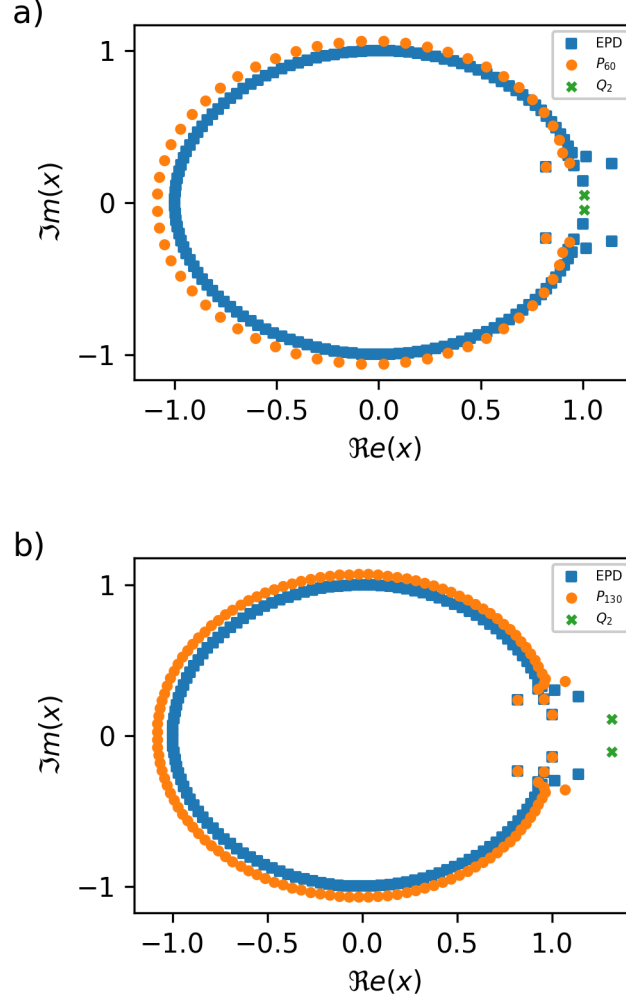 a)
EPD
P₆₀
Q₂
1
0
−1
ℑm(x)
−1.0 −0.5 0.0 0.5 1.0
ℜe(x)
b)
EPD
P₁₃₀
Q₂
1
0
−1
ℑm(x)
−1.0 −0.5 0.0 0.5 1.0
ℜe(x)